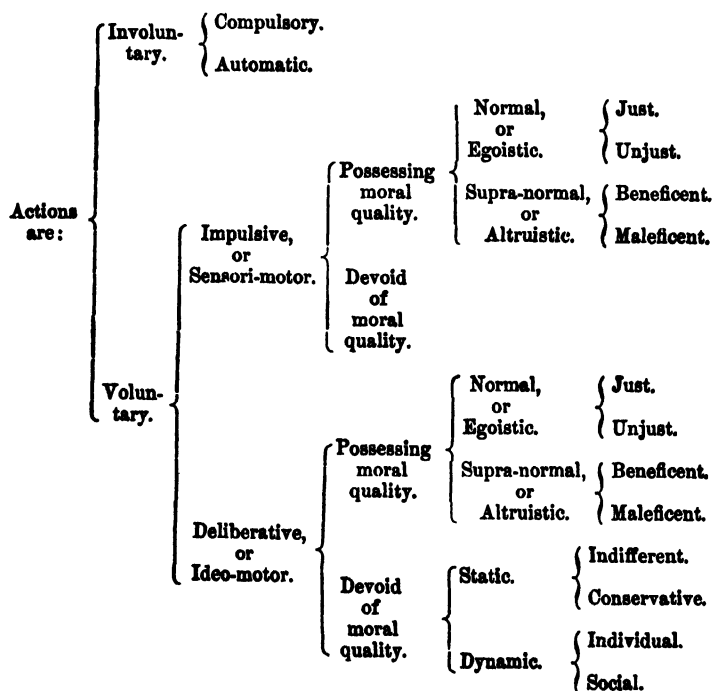 Actions
are:
Involun-
tary.
Compulsory.
Automatic.
Volun-
tary.
Impulsive,
or
Sensori-motor.
Possessing
moral
quality.
Normal,
or
Egoistic.
Just.
Unjust.
Supra-normal,
or
Altruistic.
Beneficent.
Maleficent.
Devoid
of
moral
quality.
Deliberative,
or
Ideo-motor.
Possessing
moral
quality.
Normal,
or
Egoistic.
Just.
Unjust.
Supra-normal,
or
Altruistic.
Beneficent.
Maleficent.
Devoid
of
moral
quality.
Static.
Indifferent.
Conservative.
Dynamic.
Individual.
Social.